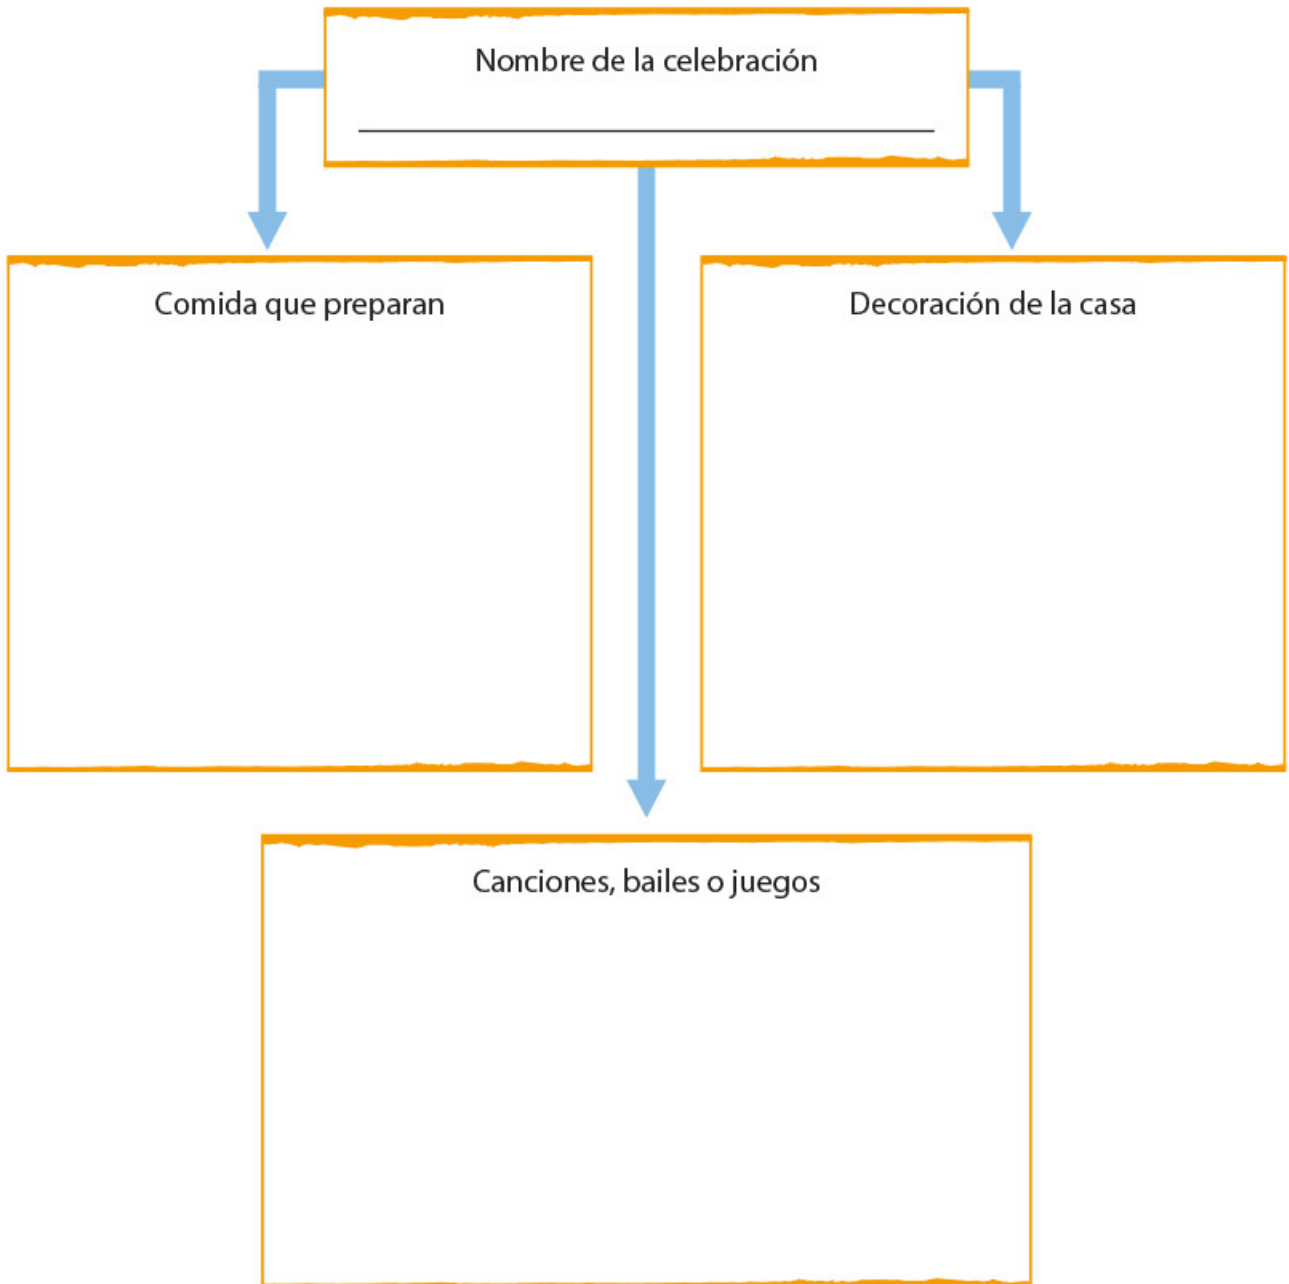 Nombre de la celebración
Comida que preparan
Decoración de la casa
Canciones, bailes o juegos